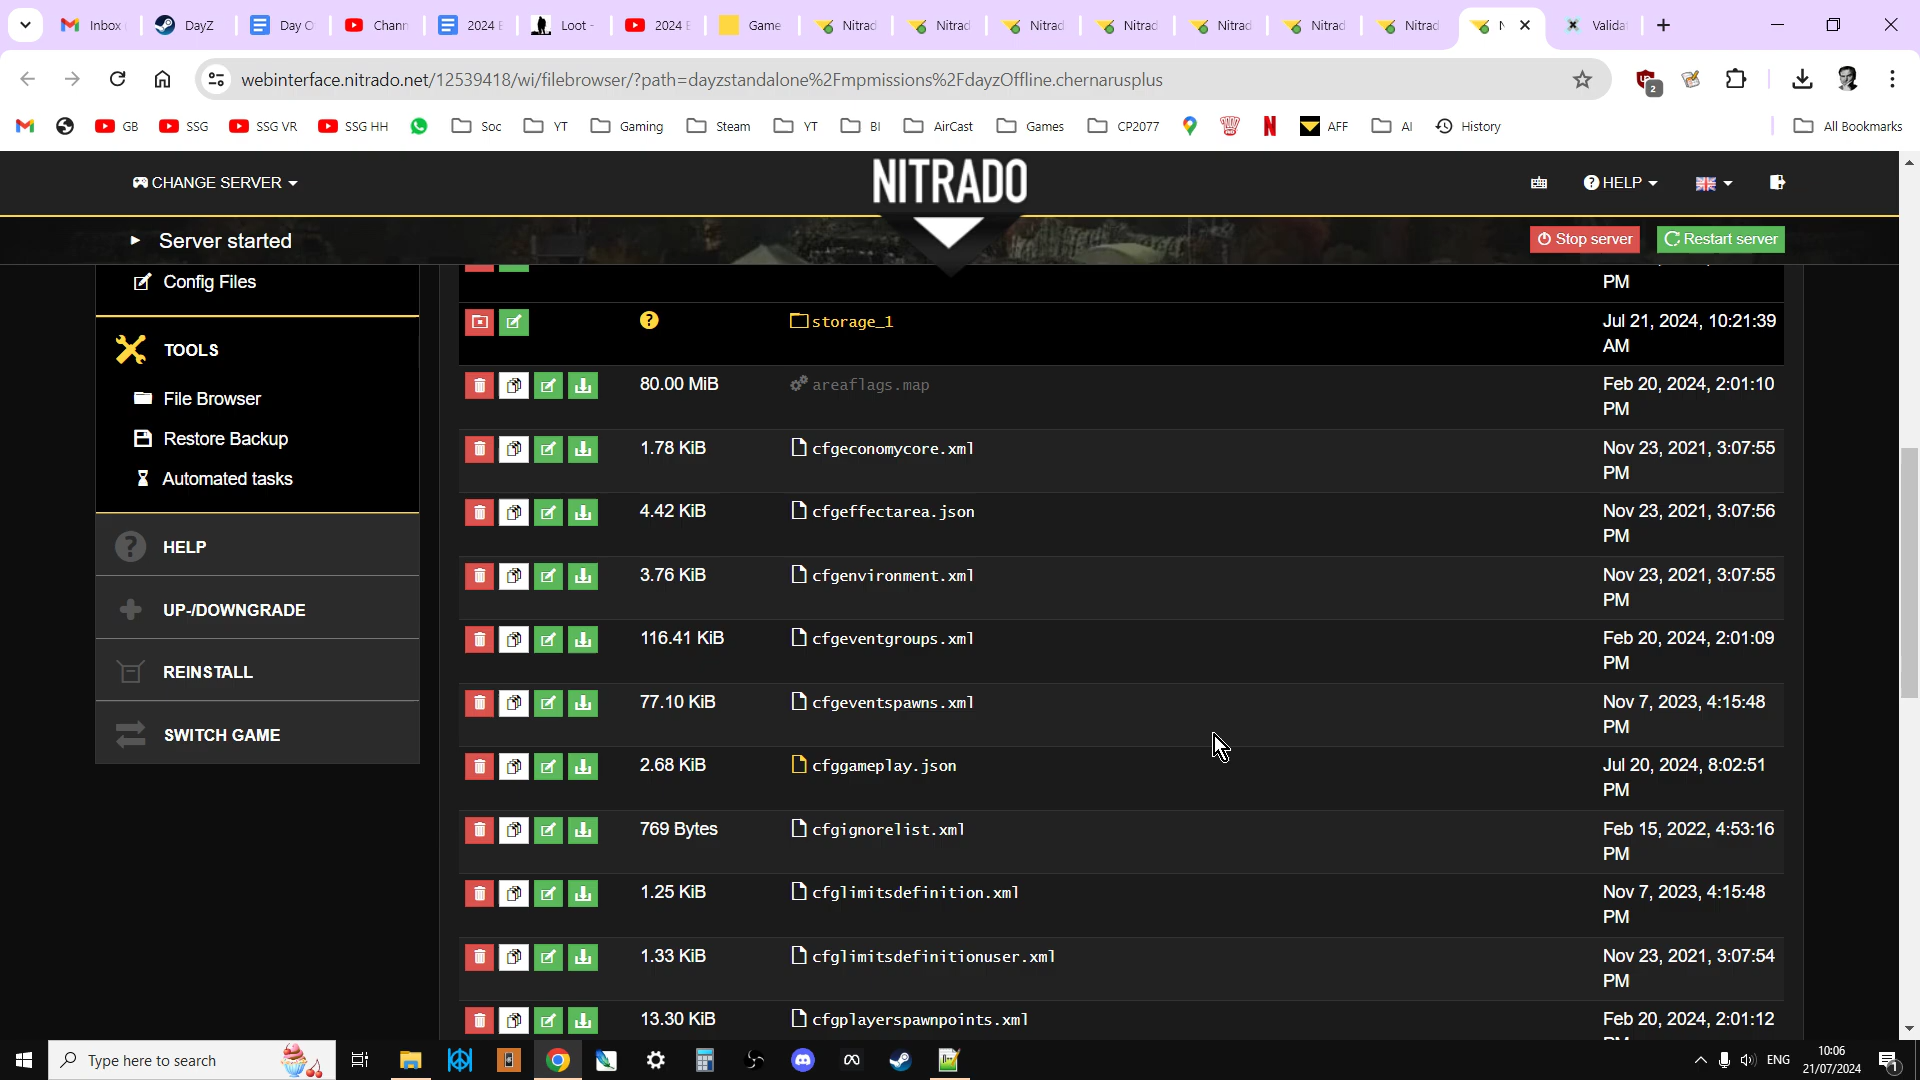 Inbox
DayZ
Day O
Chann
2024 E
Loot -
2024 E
Game
Nitrad
Nitrad
Nitrad
Nitrad
Nitrad
Nitrad
Nitrad
Valida
webinterface.nitrado.net/12539418/wi/filebrowser/?path=dayzstandalone%2Fmpmissions%2FdayzOffline.chernarusplus
2
GB
SSG
SSG VR
SSG HH
Soc
YT
Gaming
Steam
YT
BI
AirCast
Games
CP2077
AFF
AI
History
All Bookmarks
CHANGE SERVER
NITRADO
HELP
Server started
Stop server
Restart server
Config Files
TOOLS
File Browser
Restore Backup
Automated tasks
HELP
UP-/DOWNGRADE
REINSTALL
SWITCH GAME
PM
storage_1 Jul 21, 2024, 10:21:39
AM
80.00 MiB areaflags.map Feb 20, 2024, 2:01:10
PM
1.78 KiB cfgeconomycore.xml Nov 23, 2021, 3:07:55
PM
4.42 KiB cfgeffectarea.json Nov 23, 2021, 3:07:56
PM
3.76 KiB cfgenvironment.xml Nov 23, 2021, 3:07:55
PM
116.41 KiB cfgeventgroups.xml Feb 20, 2024, 2:01:09
PM
77.10 KiB cfgeventspawns.xml Nov 7, 2023, 4:15:48
PM
2.68 KiB cfggameplay.json Jul 20, 2024, 8:02:51
PM
769 Bytes cfgignorelist.xml Feb 15, 2022, 4:53:16
PM
1.25 KiB cfglimitsdefinition.xml Nov 7, 2023, 4:15:48
PM
1.33 KiB cfglimitsdefinitionuser.xml Nov 23, 2021, 3:07:54
PM
13.30 KiB cfgplayerspawnpoints.xml Feb 20, 2024, 2:01:12
Type here to search
ENG
10:06
21/07/2024
1